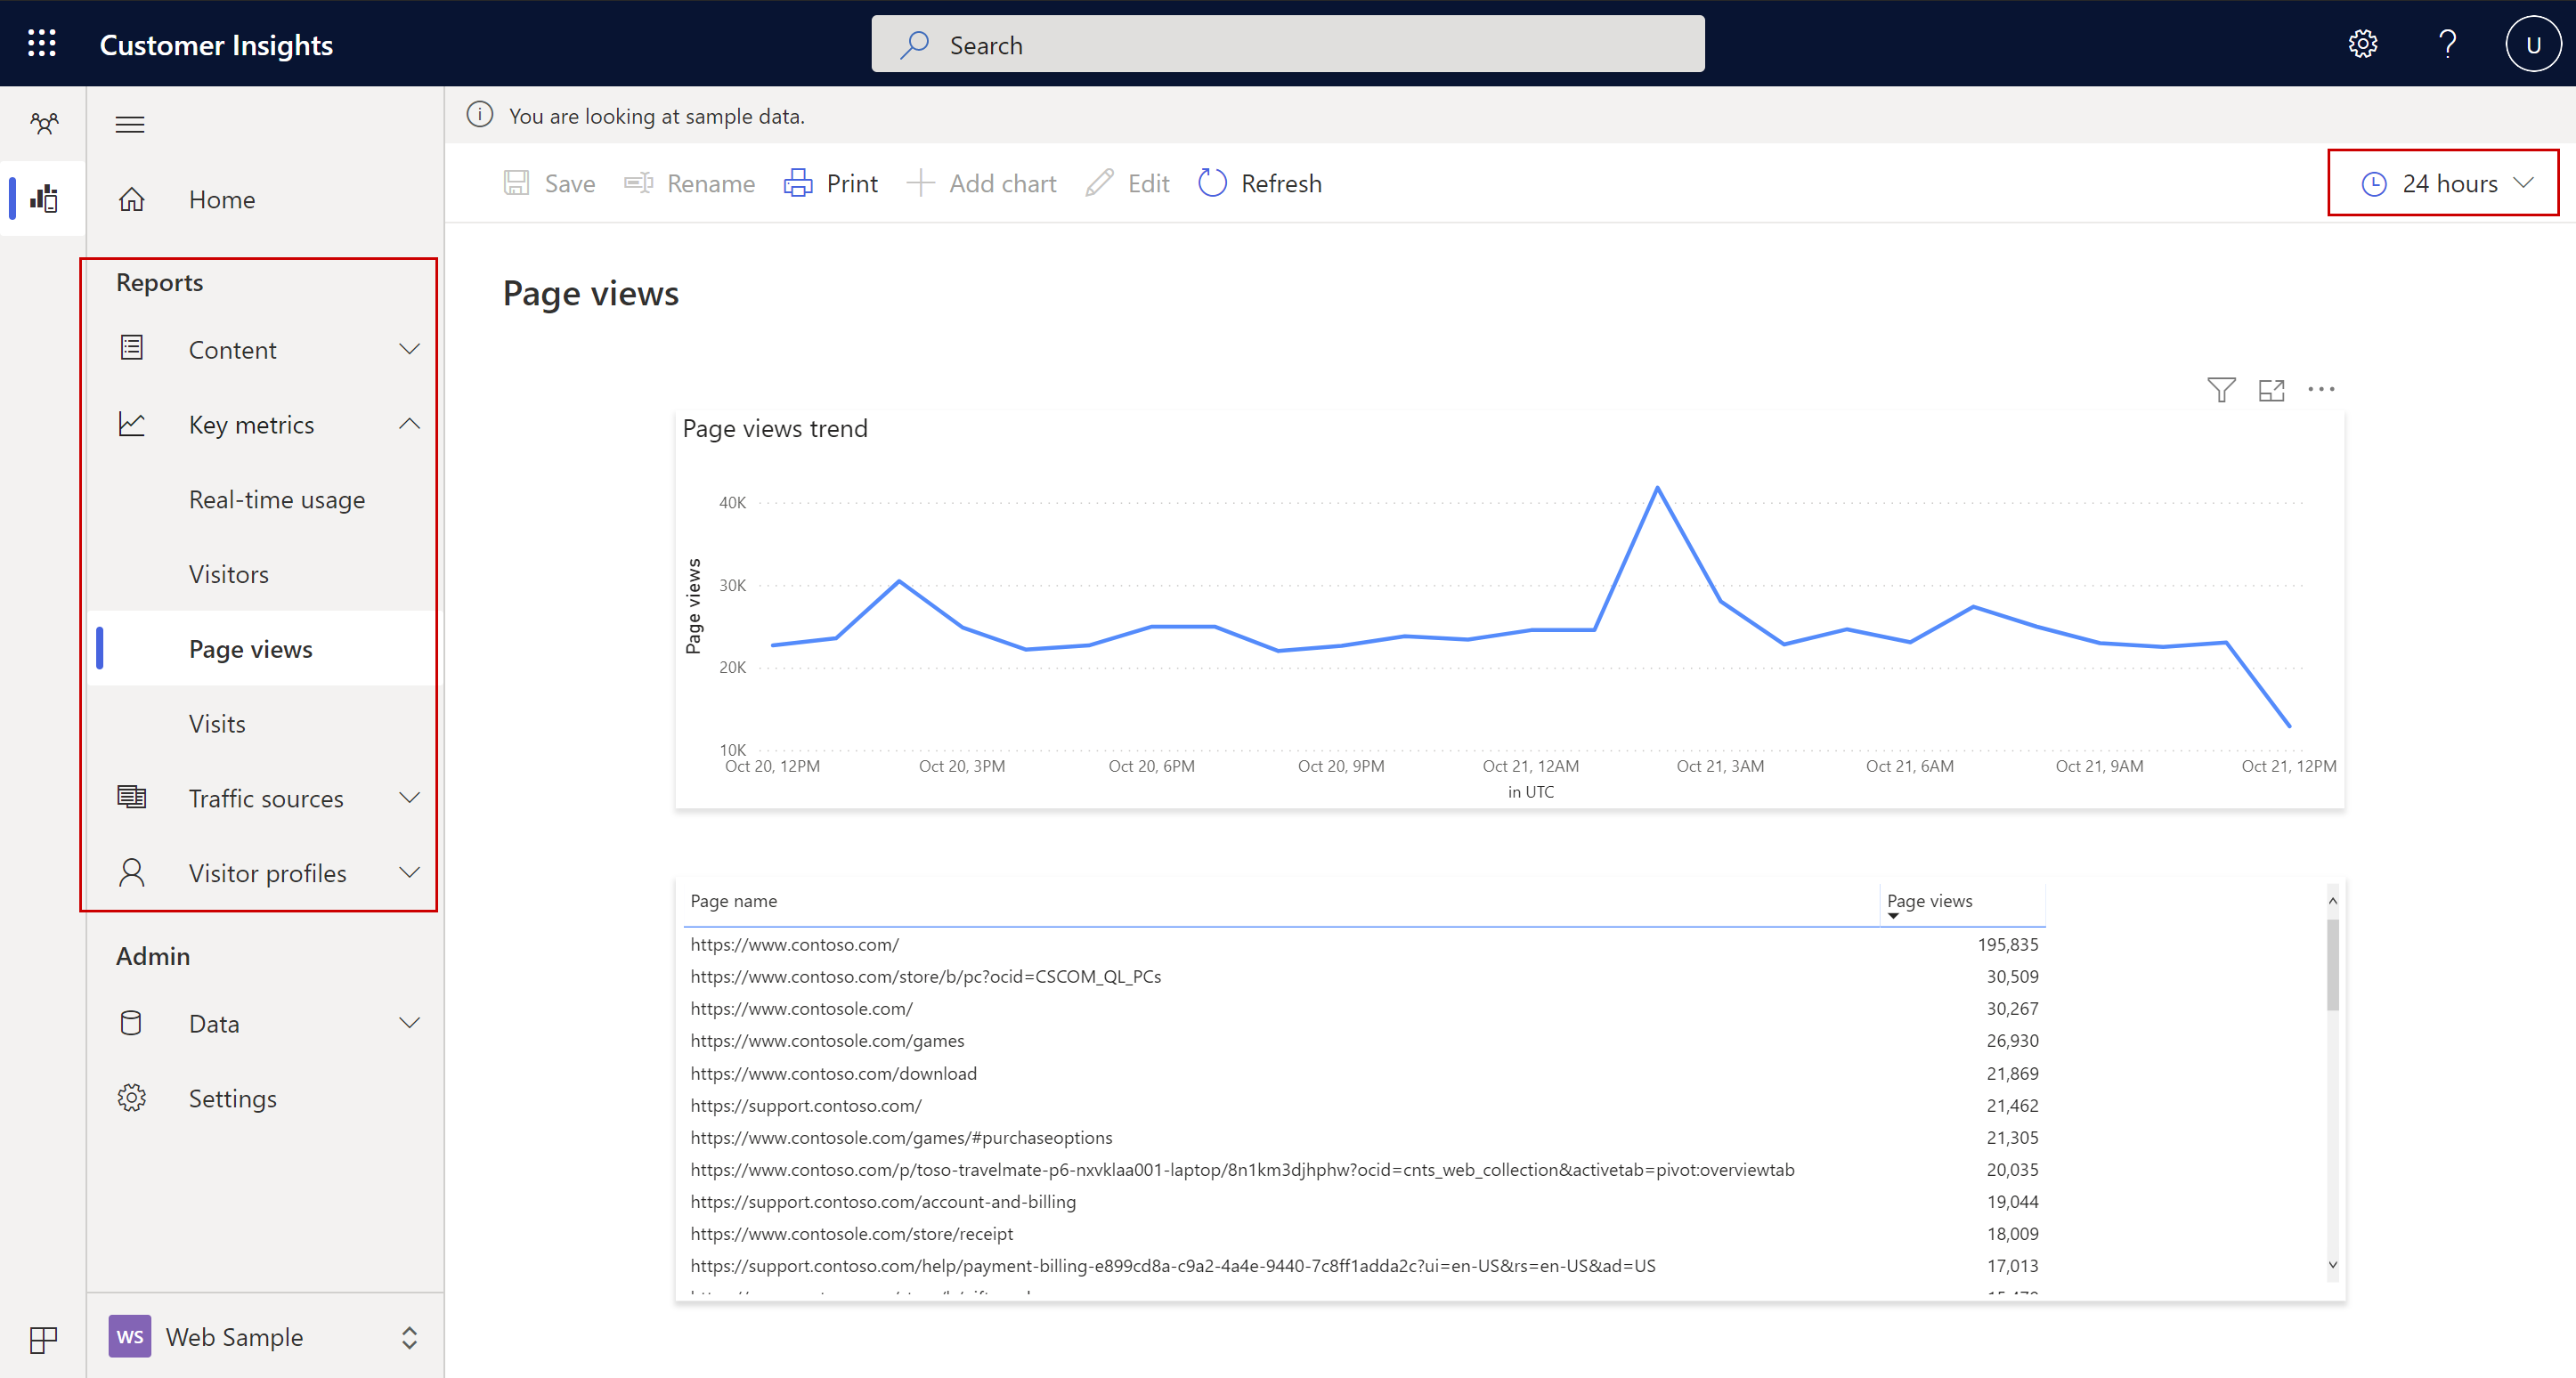 Customer Insights
Search
U
You are looking at sample data.
Save Rename Print Add chart Edit Refresh
24 hours
Home
Reports
Content
Key metrics
Real-time usage
Visitors
Page views
Visits
Traffic sources
Visitor profiles
Admin
Data
Settings
WS Web Sample
Page views
Page views trend
Page views
40K
30K
20K
10K
Oct 20, 12PM Oct 20, 3PM Oct 20, 6PM Oct 20, 9PM Oct 21, 12AM Oct 21, 3AM Oct 21, 6AM Oct 21, 9AM Oct 21, 12PM
in UTC
Page name Page views
https://www.contoso.com/ 195,835
https://www.contoso.com/store/b/pc?ocid=CSCOM_QL_PCs 30,509
https://www.contosole.com/ 30,267
https://www.contosole.com/games 26,930
https://www.contoso.com/download 21,869
https://support.contoso.com/ 21,462
https://www.contosole.com/games/#purchaseoptions 21,305
https://www.contoso.com/p/toso-travelmate-p6-nxvklaa001-laptop/8n1km3djhphw?ocid=cnts_web_collection&activetab=pivot:overviewtab 20,035
https://support.contoso.com/account-and-billing 19,044
https://www.contosole.com/store/receipt 18,009
https://support.contoso.com/help/payment-billing-e899cd8a-c9a2-4a4e-9440-7c8ff1adda2c?ui=en-US&rs=en-US&ad=US 17,013